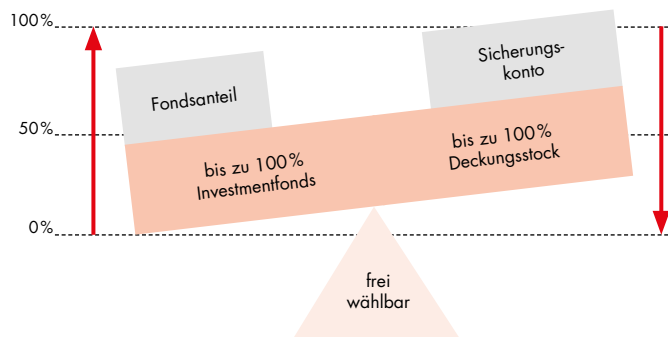 100%
50%
0%
Fondsanteil
Sicherungs-
konto
bis zu 100%
Investmentfonds
bis zu 100%
Deckungsstock
frei
wählbar